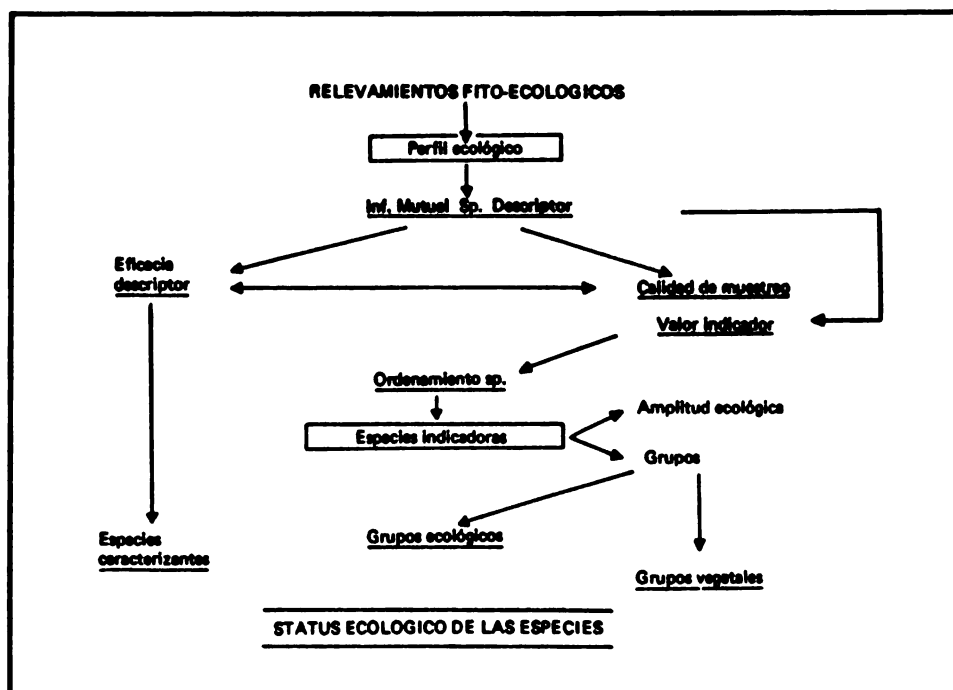 RELEVAMIENTOS FITO-ECOLOGICOS
Perfil ecológico
Inf. Mutual Sp. Descriptor
Eficacia
descriptor
Calidad de muestreo
Valor indicador
Ordenamiento sp.
Amplitud ecológica
Especies indicadoras
Grupos
Grupos ecológicos
Especies
caracterizantes
Grupos vegetales
STATUS ECOLOGICO DE LAS ESPECIES